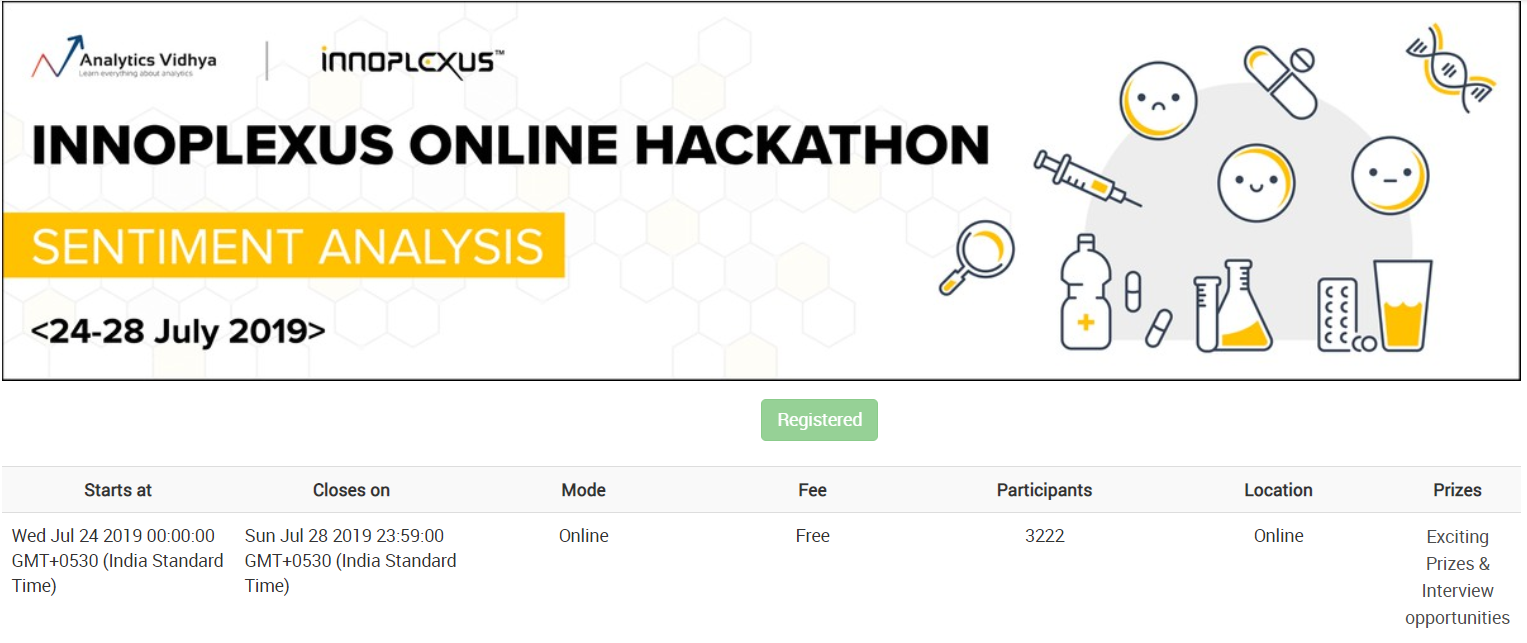 Analytics Vidhya
Learn everything about analytics
INNOPLEXUS™
INNOPLEXUS ONLINE HACKATHON
SENTIMENT ANALYSIS
<24-28 July 2019>
Registered
Starts at Closes on Mode Fee Participants Location Prizes
Wed Jul 24 2019 00:00:00 Sun Jul 28 2019 23:59:00 Online Free 3222 Online Exciting
GMT+0530 (India Standard GMT+0530 (India Standard Prizes &
Time) Time) Interview
opportunities